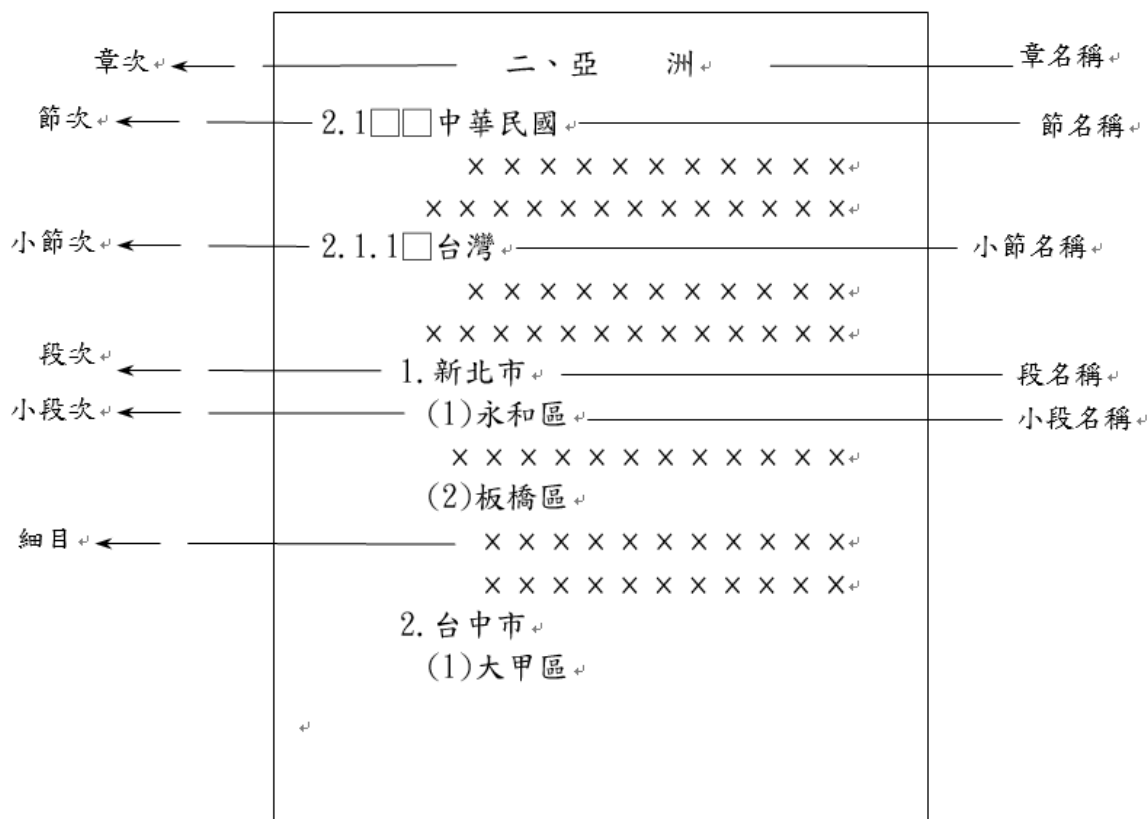 章次 二、亞 洲 章名稱
節次 2.1□□中華民國 節名稱
× × × × × × × × × × ×
× × × × × × × × × × × ×
小節次 2.1.1□台灣 小節名稱
× × × × × × × × × × ×
× × × × × × × × × × × ×
段次 1.新北市 段名稱
小段次 (1)永和區 小段名稱
× × × × × × × × × × ×
(2)板橋區
細目 × × × × × × × × × × ×
× × × × × × × × × × ×
2.台中市
(1)大甲區